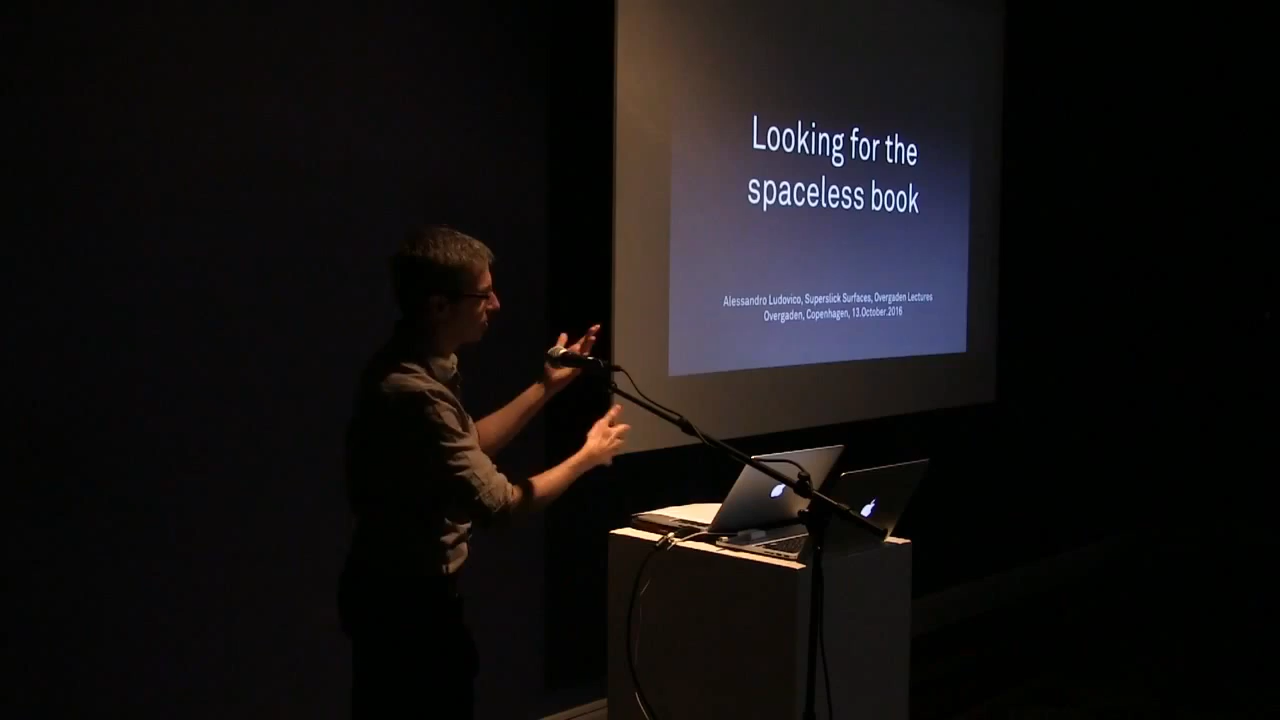 Looking for the
spaceless book
Alessandro Ludovico, Superslick Surfaces, Overgaden Lectures
Overgaden, Copenhagen, 13.October.2016